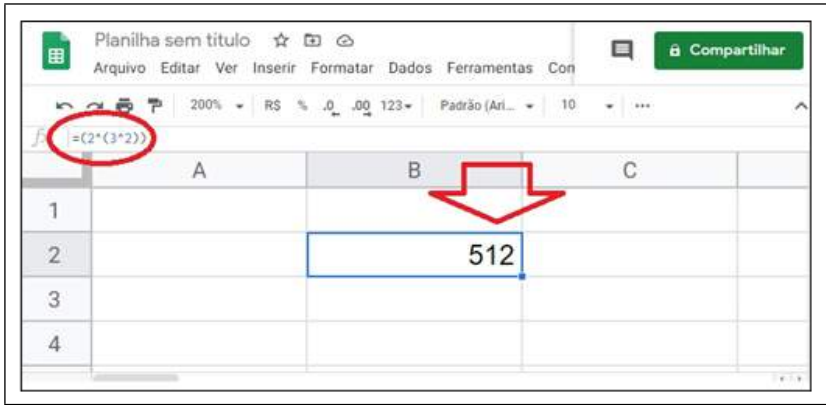 Planilha sem título
Arquivo Editar Ver Inserir Formatar Dados Ferramentas Con
Compartilhar
200% R$ % .0 .00 123 Padrão (Ari... 10 ...
fx =(2^(3^2))
A B C
1
2 512
3
4